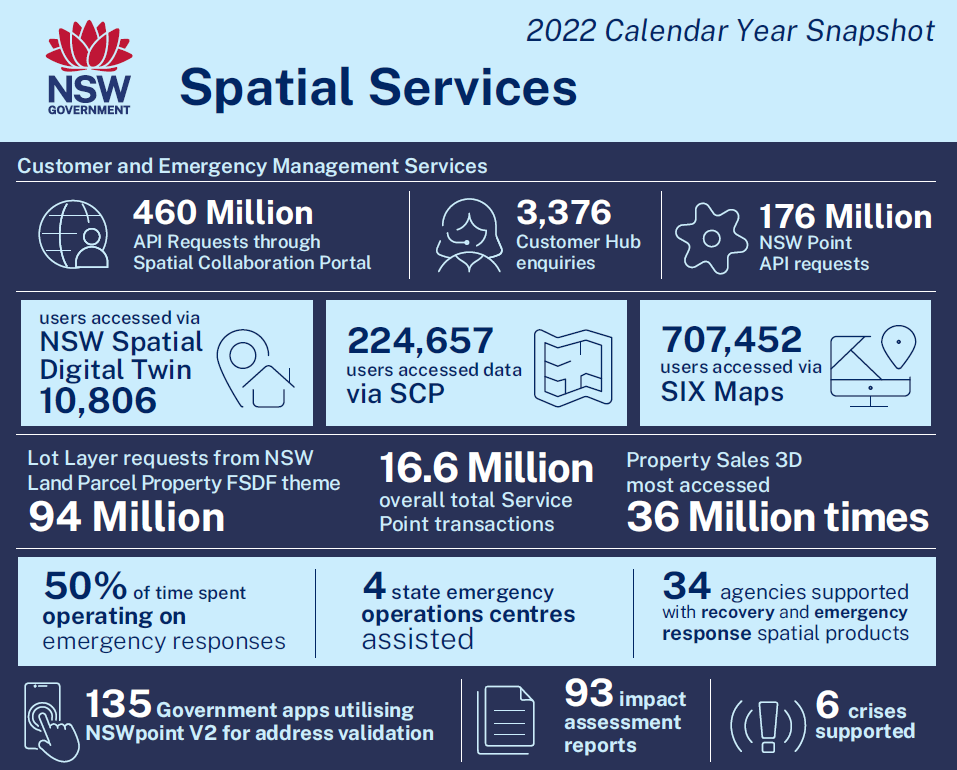 2022 Calendar Year Snapshot
NSW
GOVERNMENT
Spatial Services
Customer and Emergency Management Services
460 Million
API Requests through
Spatial Collaboration Portal
3,376
Customer Hub
enquiries
176 Million
NSW Point
API requests
users accessed via
NSW Spatial
Digital Twin
10,806
224,657
users accessed data
via SCP
707,452
users accessed via
SIX Maps
Lot Layer requests from NSW
Land Parcel Property FSDF theme
94 Million
16.6 Million
overall total Service
Point transactions
Property Sales 3D
most accessed
36 Million times
50% of time spent
operating on
emergency responses
4 state emergency
operations centres
assisted
34 agencies supported
with recovery and emergency
response spatial products
135 Government apps utilising
NSWpoint V2 for address validation
93 impact
assessment
reports
6 crises
supported